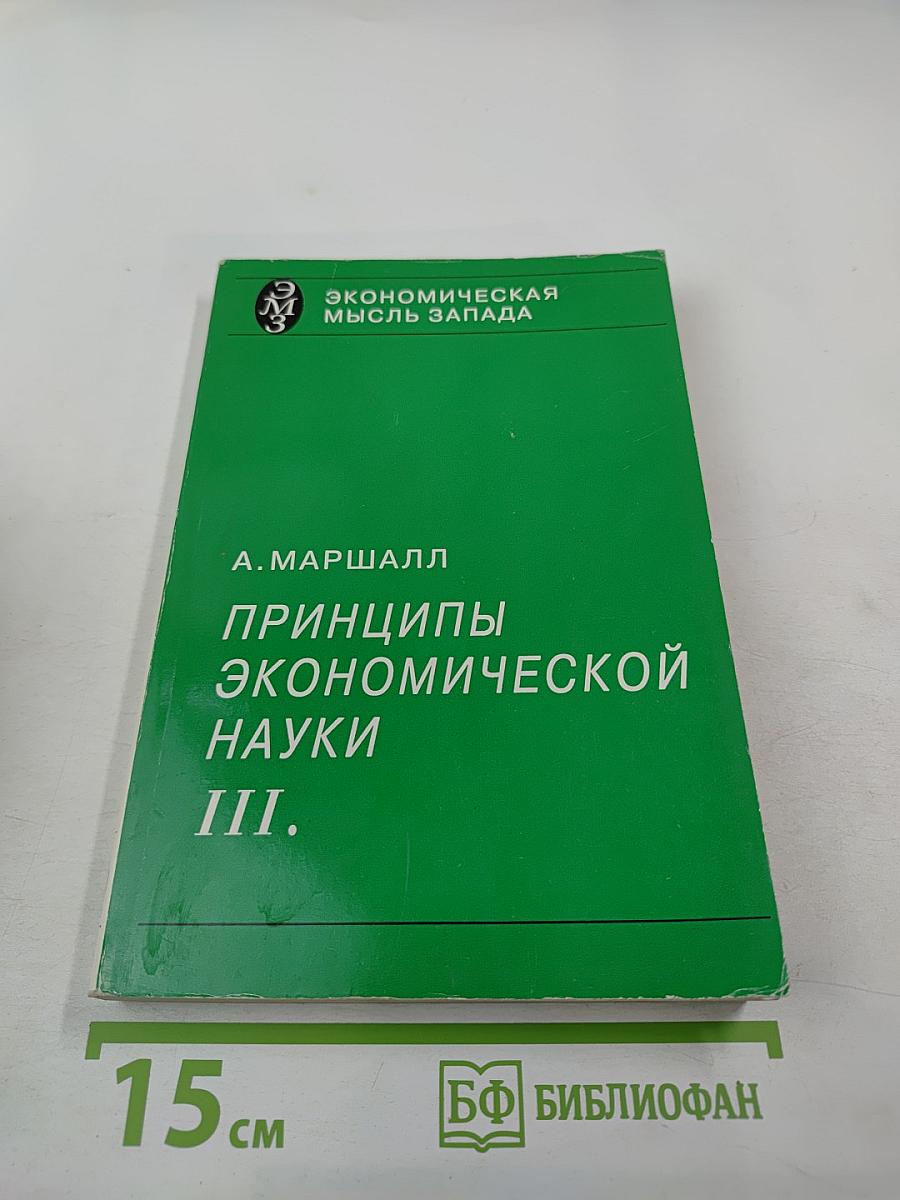 ЭМЗ
ЭКОНОМИЧЕСКАЯ
МЫСЛЬ ЗАПАДА
А. МАРШАЛЛ
ПРИНЦИПЫ
ЭКОНОМИЧЕСКОЙ
НАУКИ
III.
15 см
БФ БИБЛИОФАН